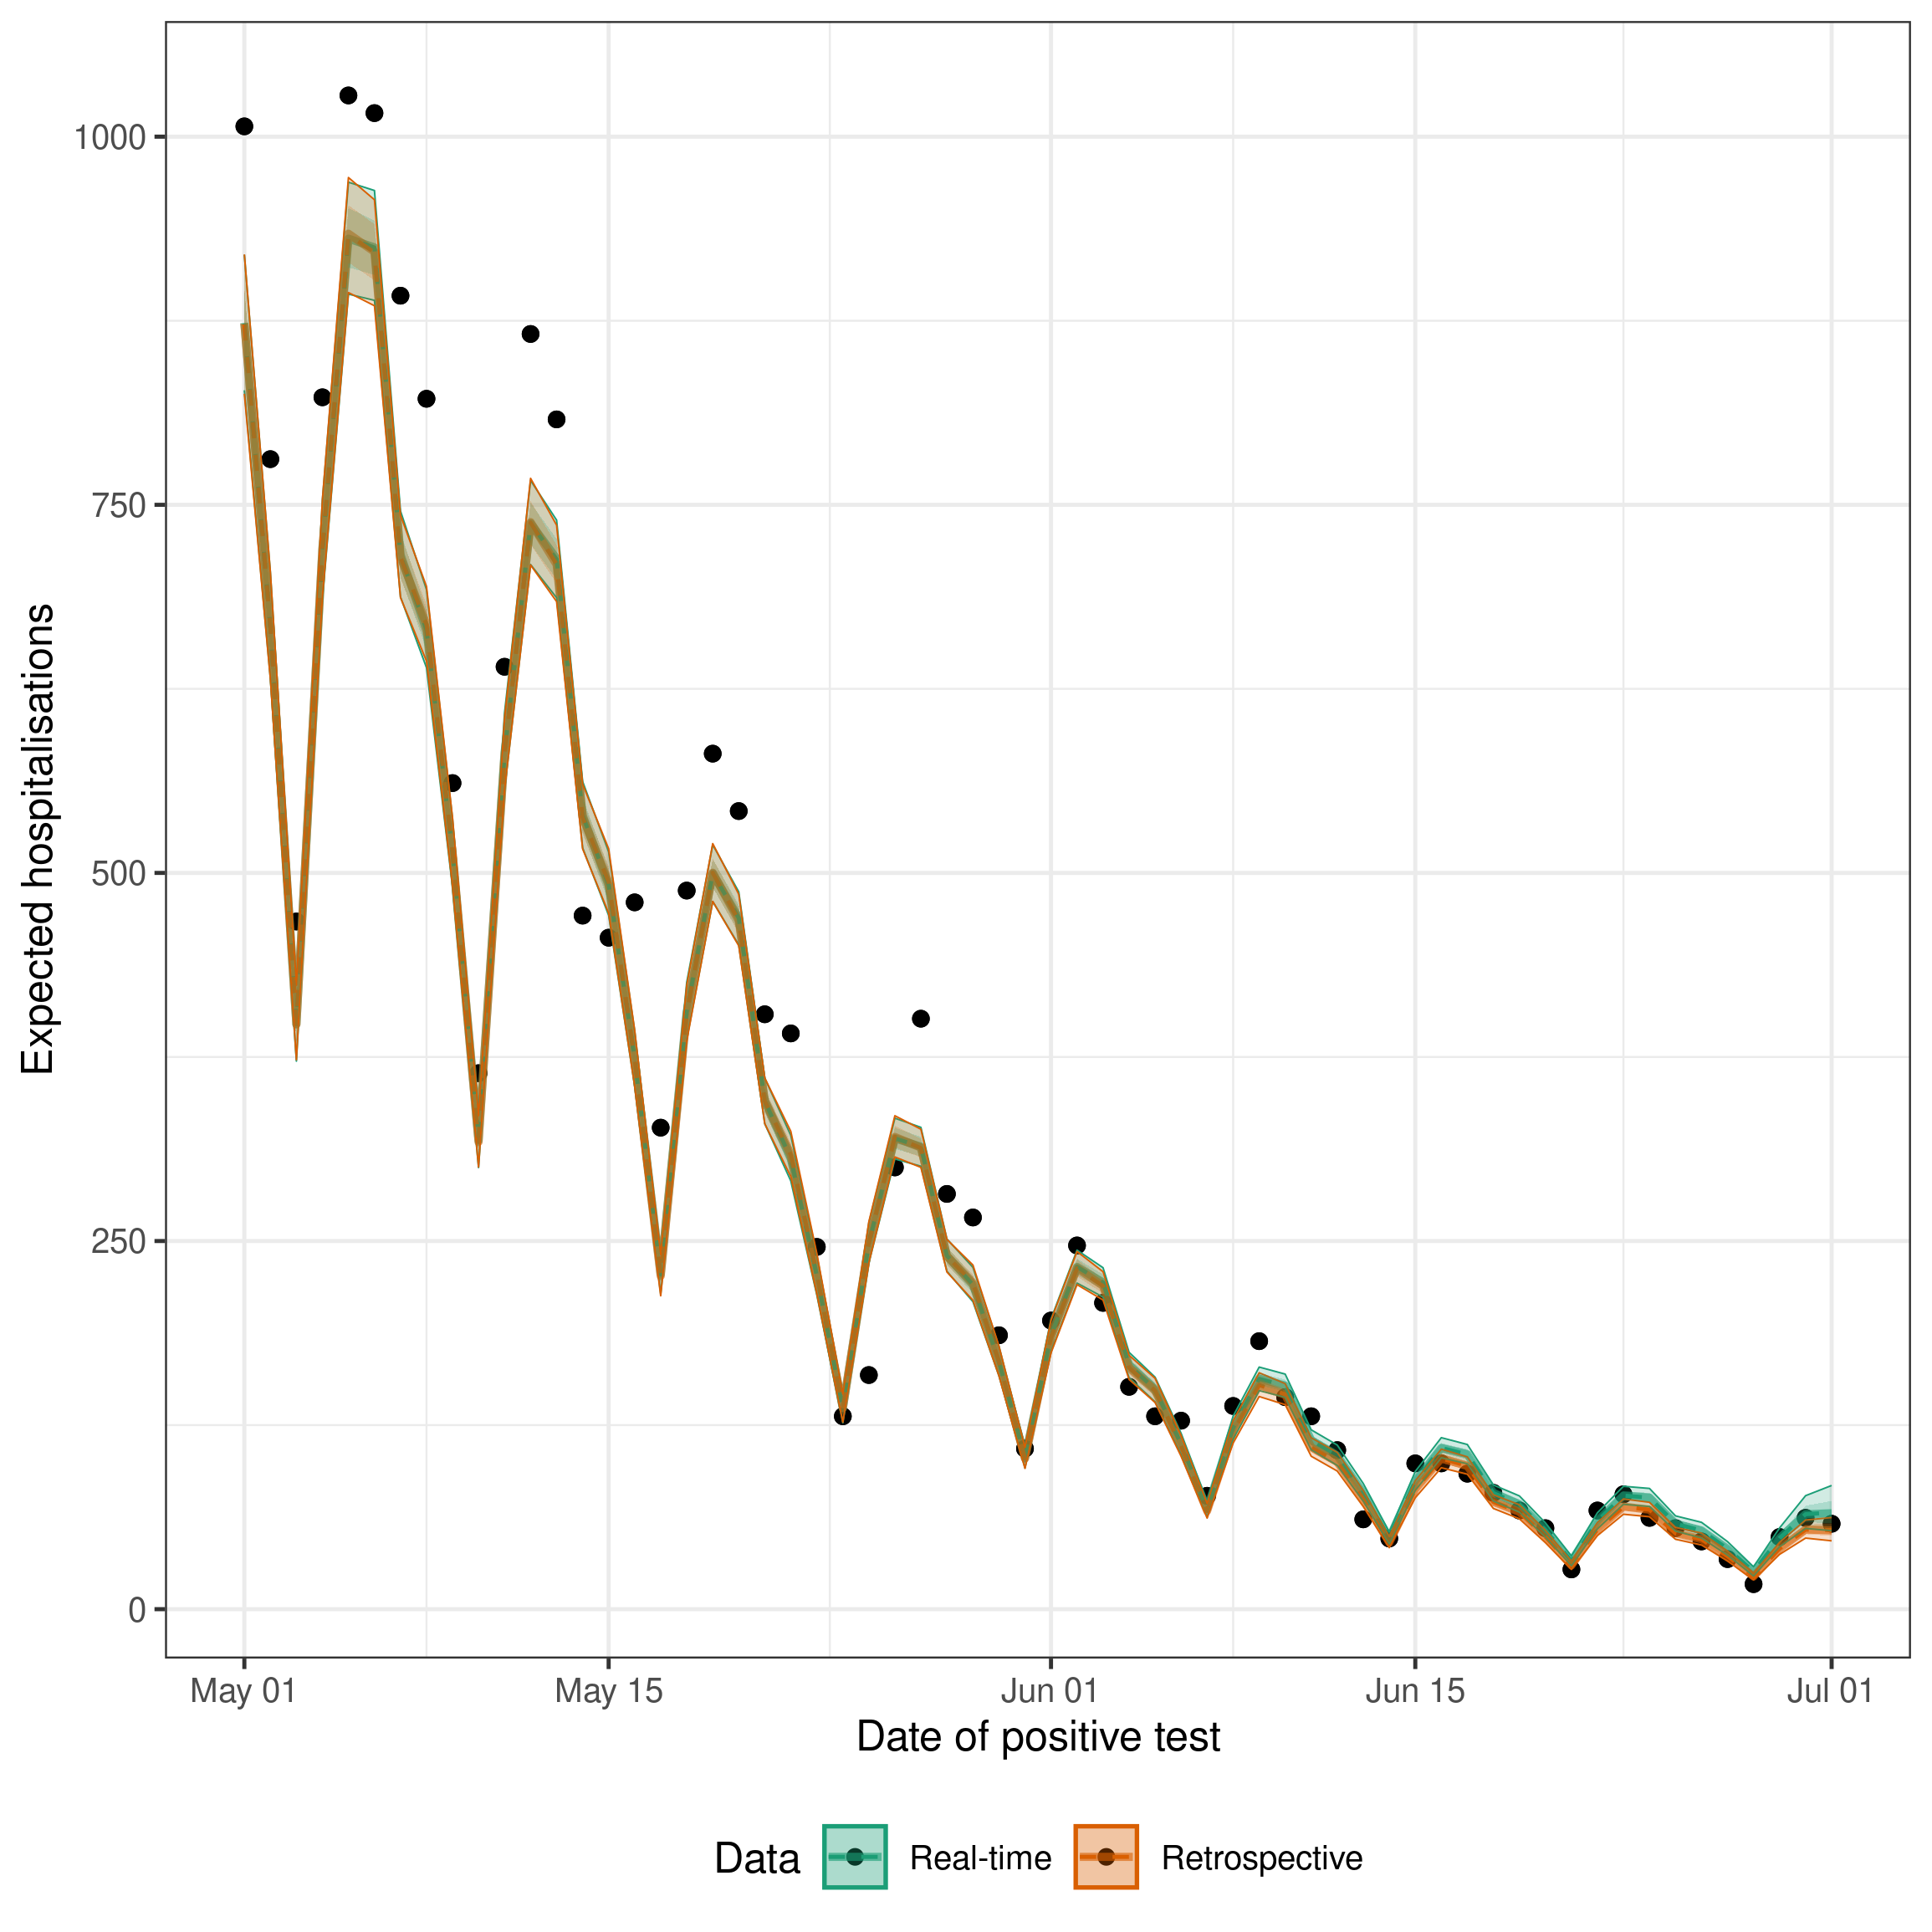 Expected hospitalisations
1000
750
500
250
0
May 01
May 15
Jun 01
Jun 15
Jul 01
Date of positive test
Data
Real-time
Retrospective